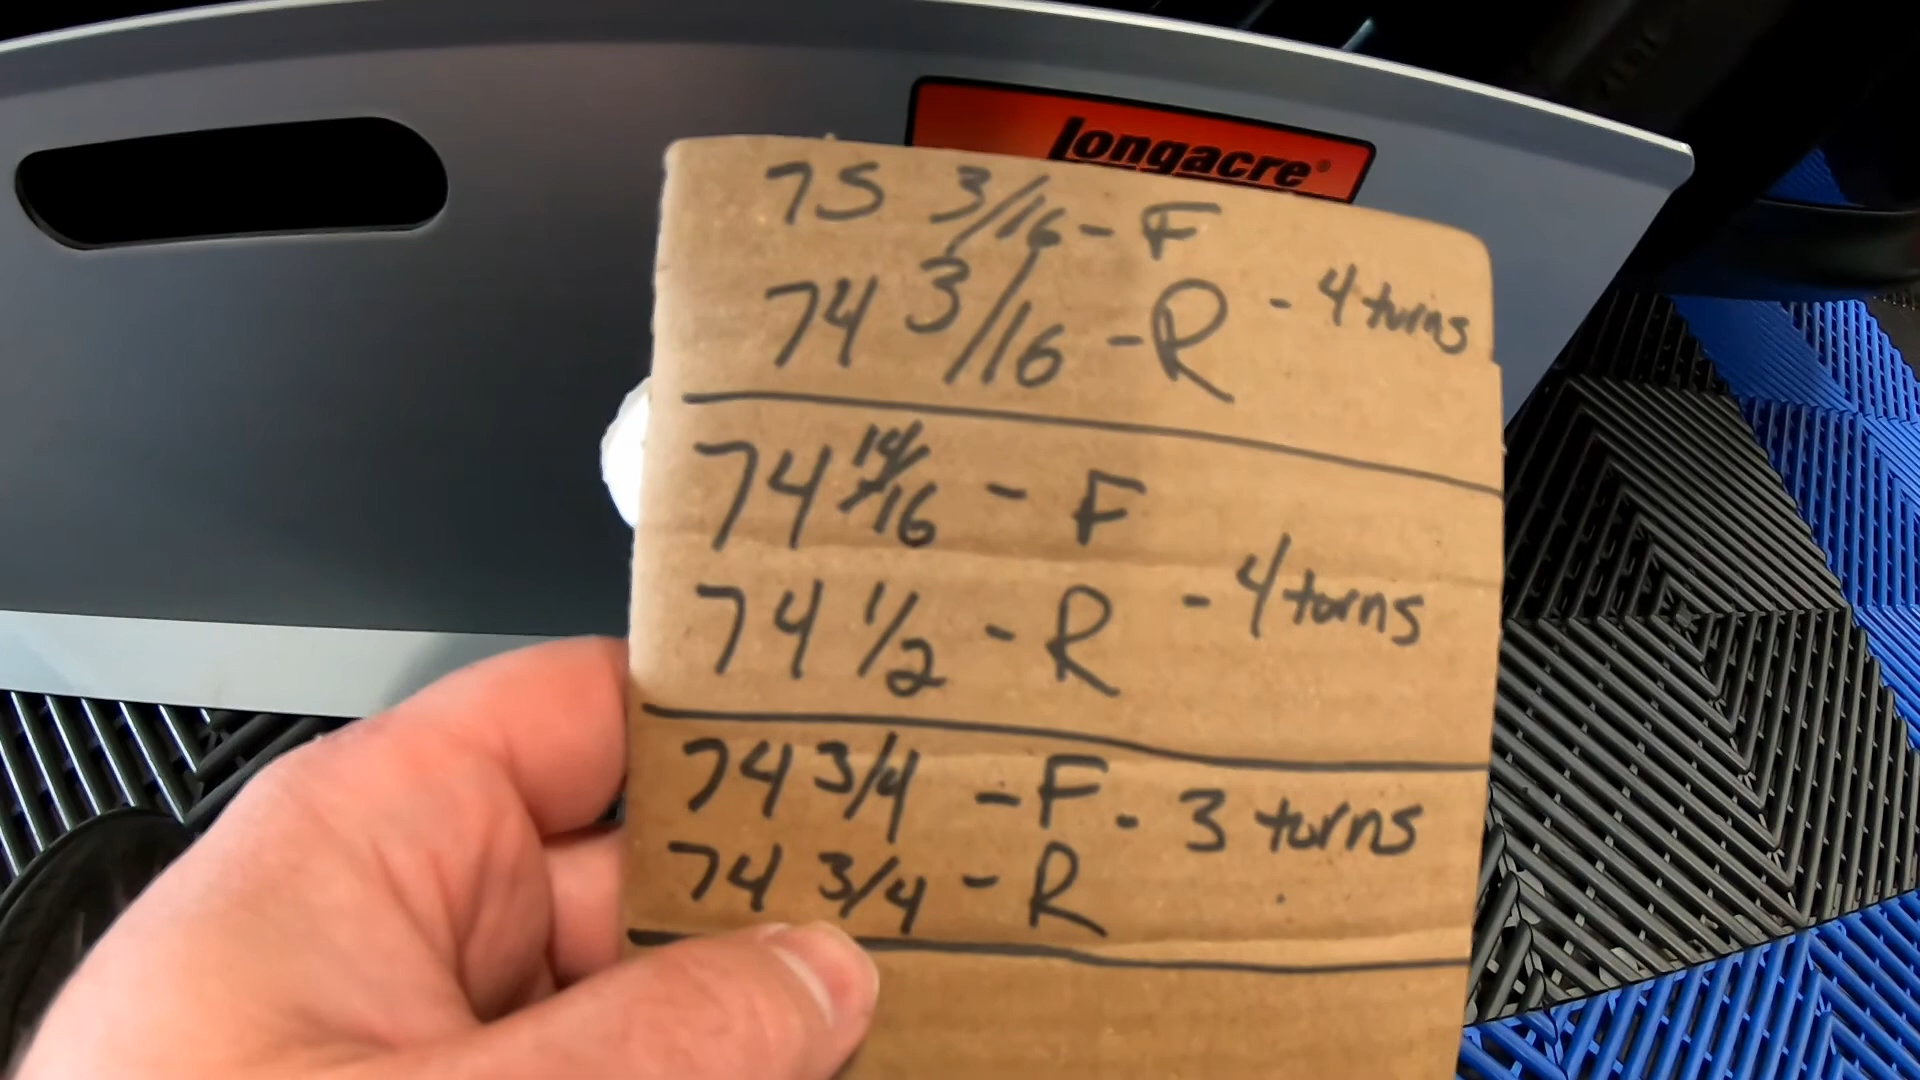 Longacre®
75 3/16 - F
74 3/16 - R - 4 turns
74 14/16 - F
74 1/2 - R - 4 turns
74 3/4 - F - 3 turns
74 3/4 - R